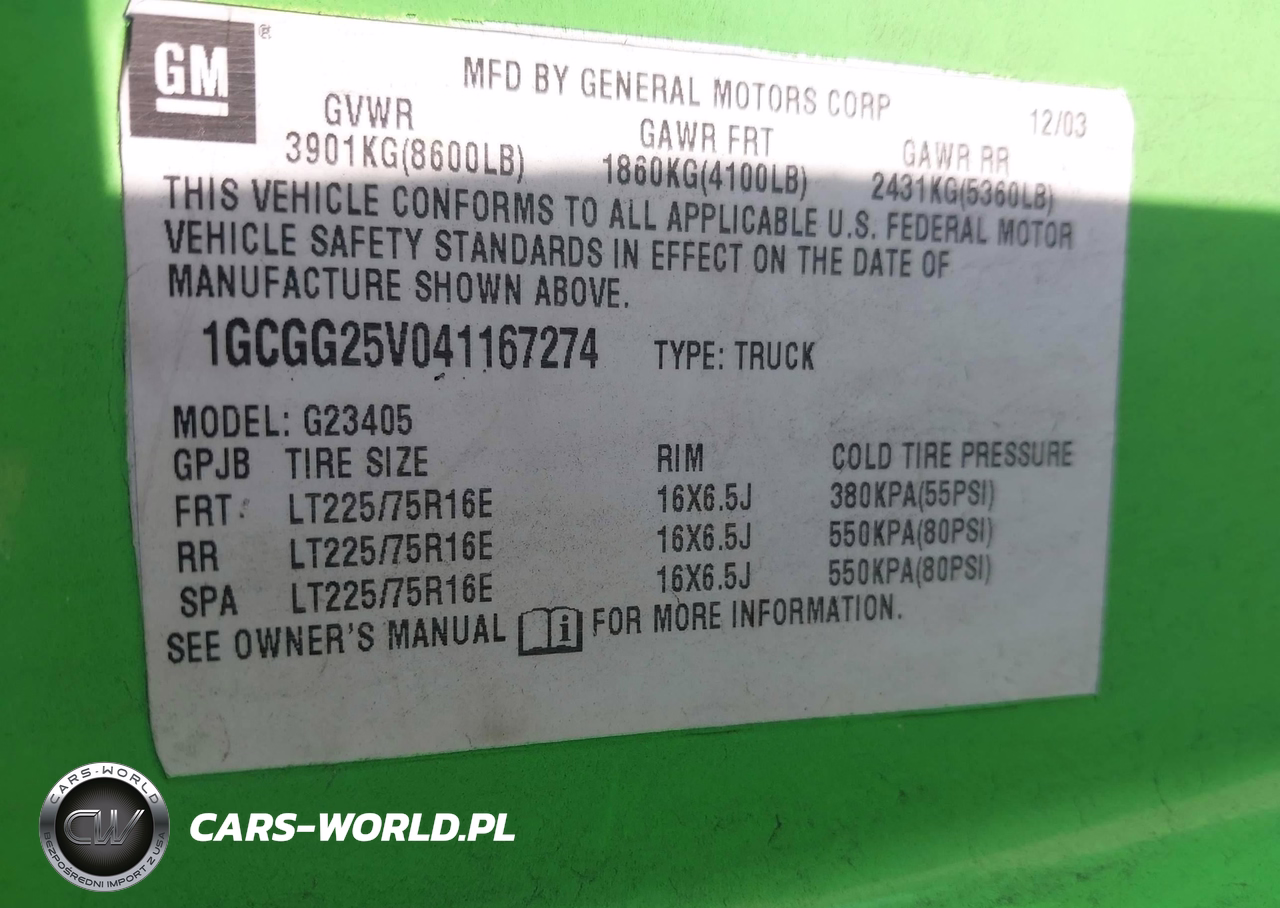 GM ®
MFD BY GENERAL MOTORS CORP
12/03
GVWR GAWR FRT GAWR RR
3901KG(8600LB) 1860KG(4100LB) 2431KG(5360LB)
THIS VEHICLE CONFORMS TO ALL APPLICABLE U.S. FEDERAL MOTOR
VEHICLE SAFETY STANDARDS IN EFFECT ON THE DATE OF
MANUFACTURE SHOWN ABOVE.
1GCGG25V041167274 TYPE: TRUCK
MODEL: G23405
GPJB TIRE SIZE RIM COLD TIRE PRESSURE
FRT LT225/75R16E 16X6.5J 380KPA(55PSI)
RR LT225/75R16E 16X6.5J 550KPA(80PSI)
SPA LT225/75R16E 16X6.5J 550KPA(80PSI)
SEE OWNER'S MANUAL i FOR MORE INFORMATION.
CARS-WORLD
CW
BEZPOŚREDNI IMPORT Z USA
CARS-WORLD.PL